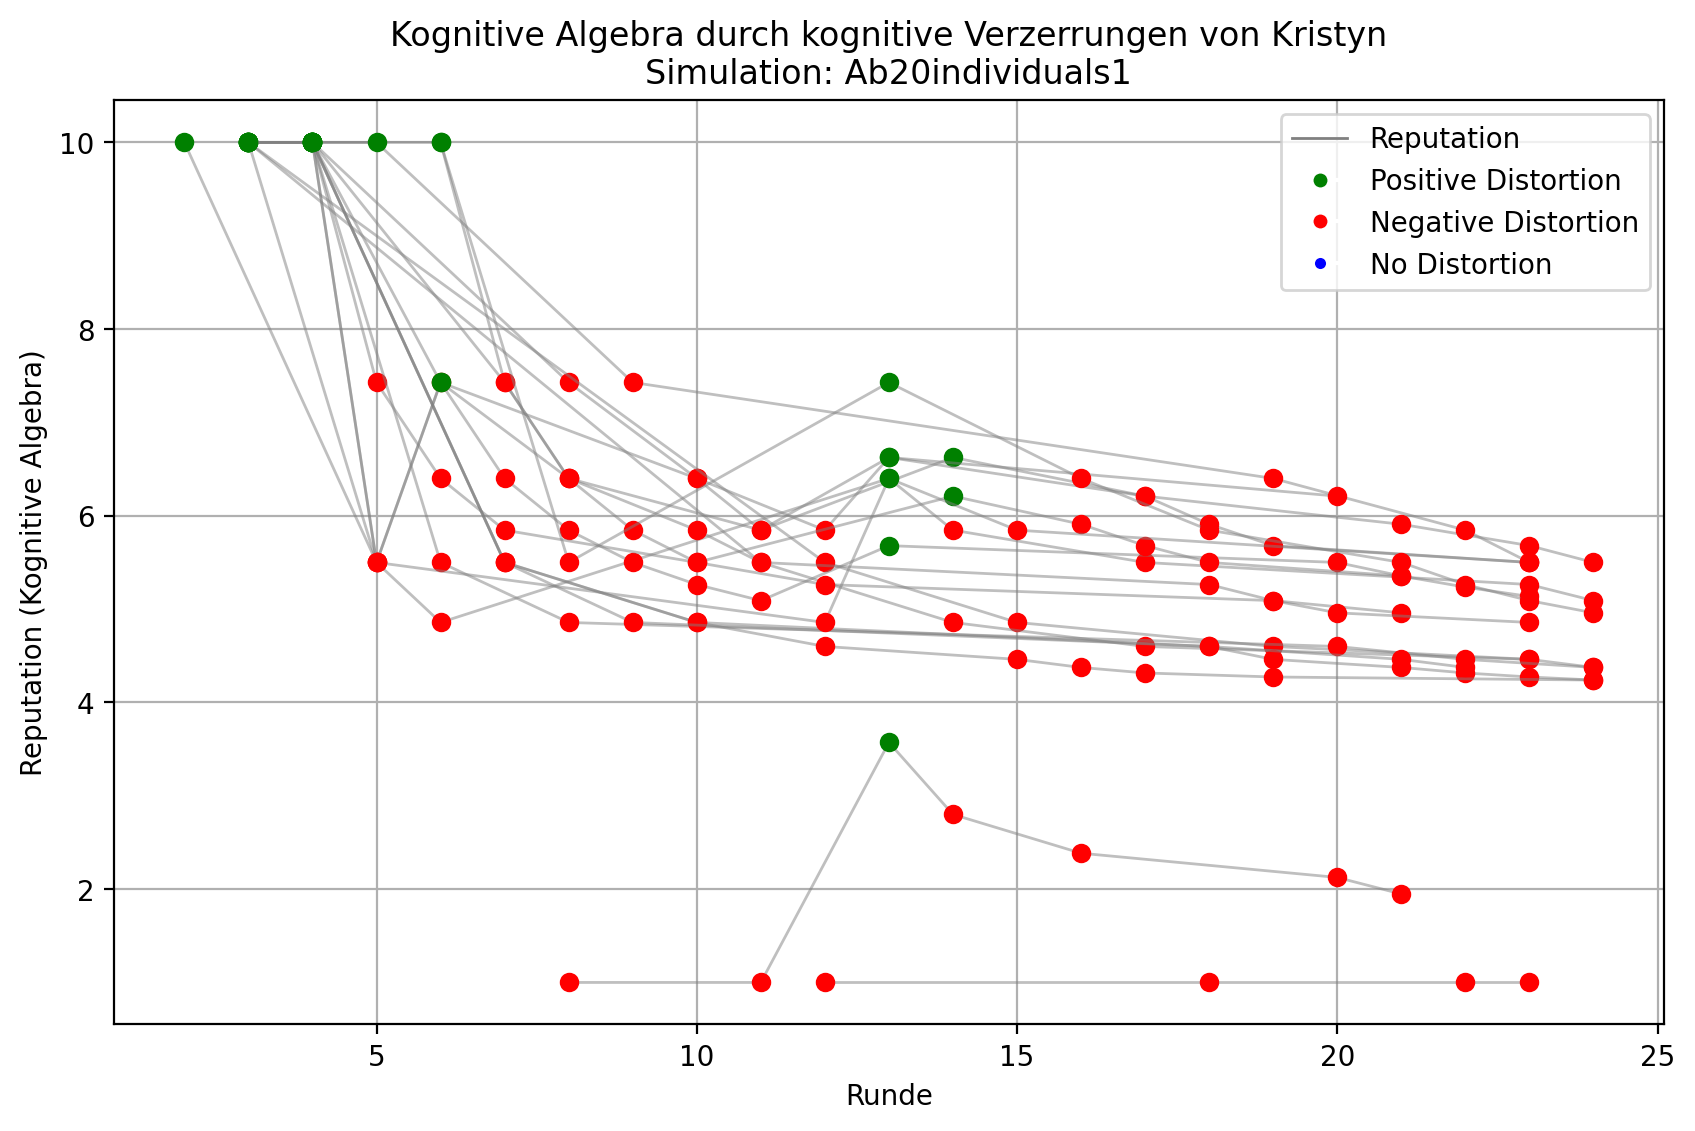 Kognitive Algebra durch kognitive Verzerrungen von Kristyn
Simulation: Ab20individuals1
Reputation (Kognitive Algebra)
10
8
6
4
2
Reputation
Positive Distortion
Negative Distortion
No Distortion
5
10
15
20
25
Runde